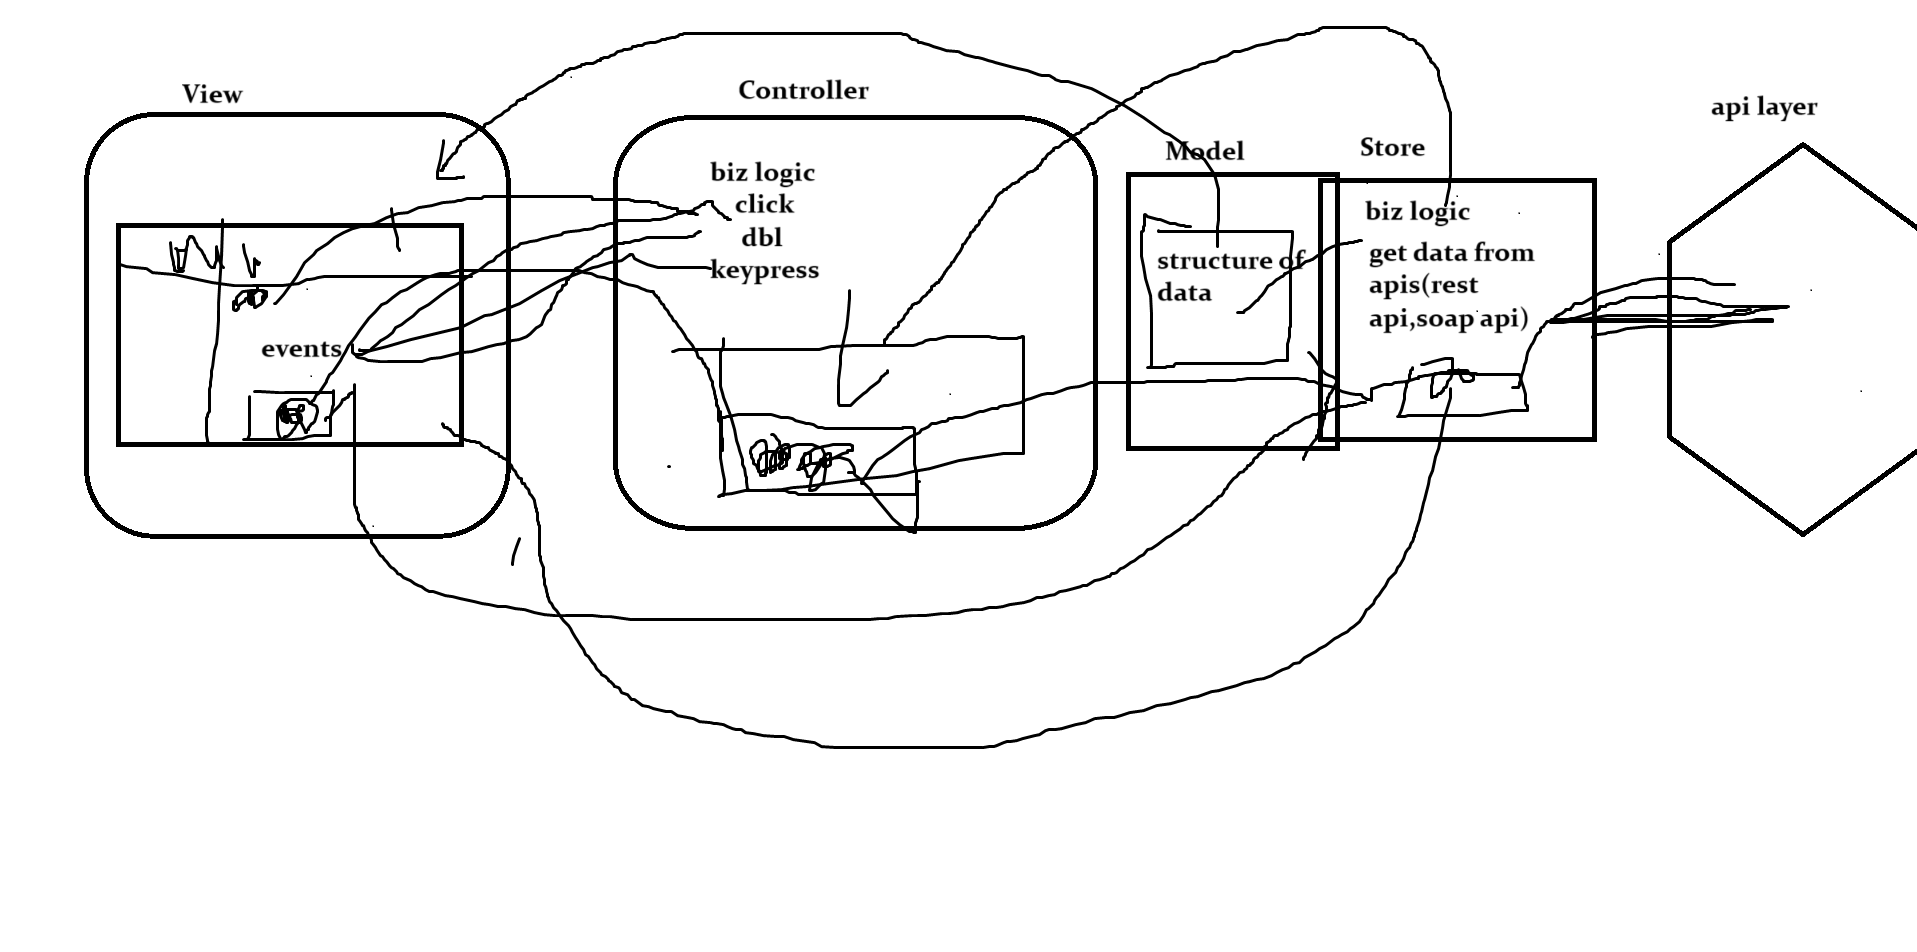 View
events
Controller
biz logic
click
dbl
keypress
Model
structure of
data
Store
biz logic
get data from
apis(rest
api,soap api)
api layer